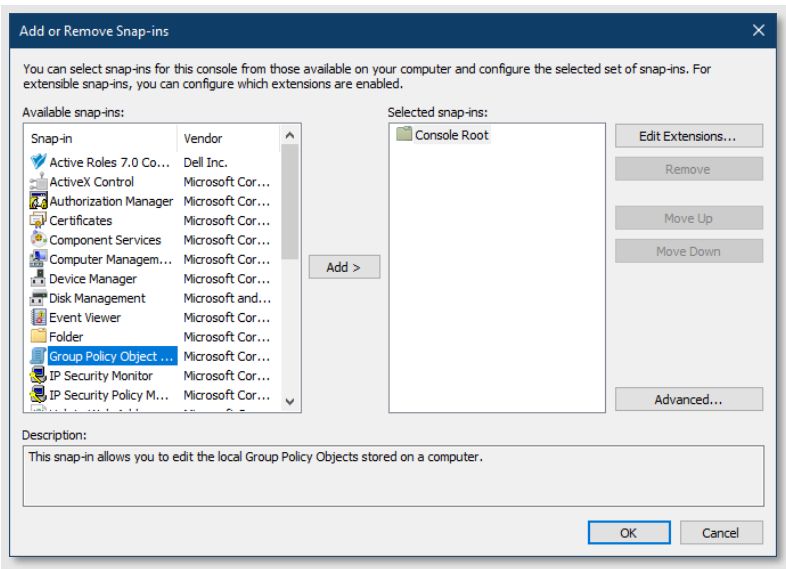 Add or Remove Snap-ins
You can select snap-ins for this console from those available on your computer and configure the selected set of snap-ins. For
extensible snap-ins, you can configure which extensions are enabled.
Available snap-ins:
Selected snap-ins:
Snap-in Vendor
Console Root
Edit Extensions...
Active Roles 7.0 Co... Dell Inc.
Remove
ActiveX Control Microsoft Cor...
Authorization Manager Microsoft Cor...
Certificates Microsoft Cor...
Move Up
Component Services Microsoft Cor...
Move Down
Computer Managem... Microsoft Cor...
Add >
Device Manager Microsoft Cor...
Disk Management Microsoft and...
Event Viewer Microsoft Cor...
Folder Microsoft Cor...
Group Policy Object ... Microsoft Cor...
IP Security Monitor Microsoft Cor...
IP Security Policy M... Microsoft Cor...
Advanced...
Description:
This snap-in allows you to edit the local Group Policy Objects stored on a computer.
OK
Cancel